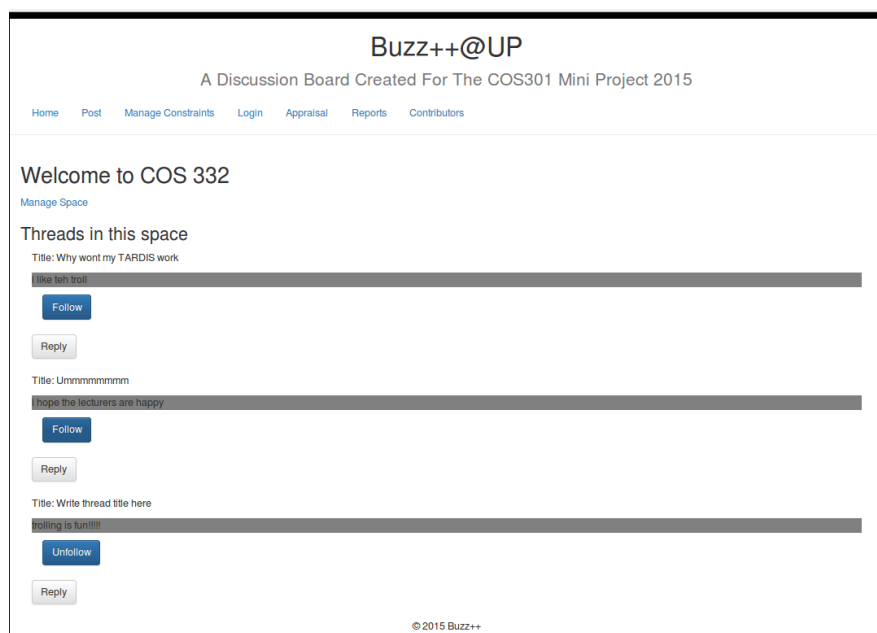 Buzz++@UP
A Discussion Board Created For The COS301 Mini Project 2015
Home Post Manage Constraints Login Appraisal Reports Contributors
Welcome to COS 332
Manage Space
Threads in this space
Title: Why wont my TARDIS work
i like teh troll
Follow
Reply
Title: Ummmmmmmm
i hope the lecturers are happy
Follow
Reply
Title: Write thread title here
trolling is fun!!!!!
Unfollow
Reply
© 2015 Buzz++